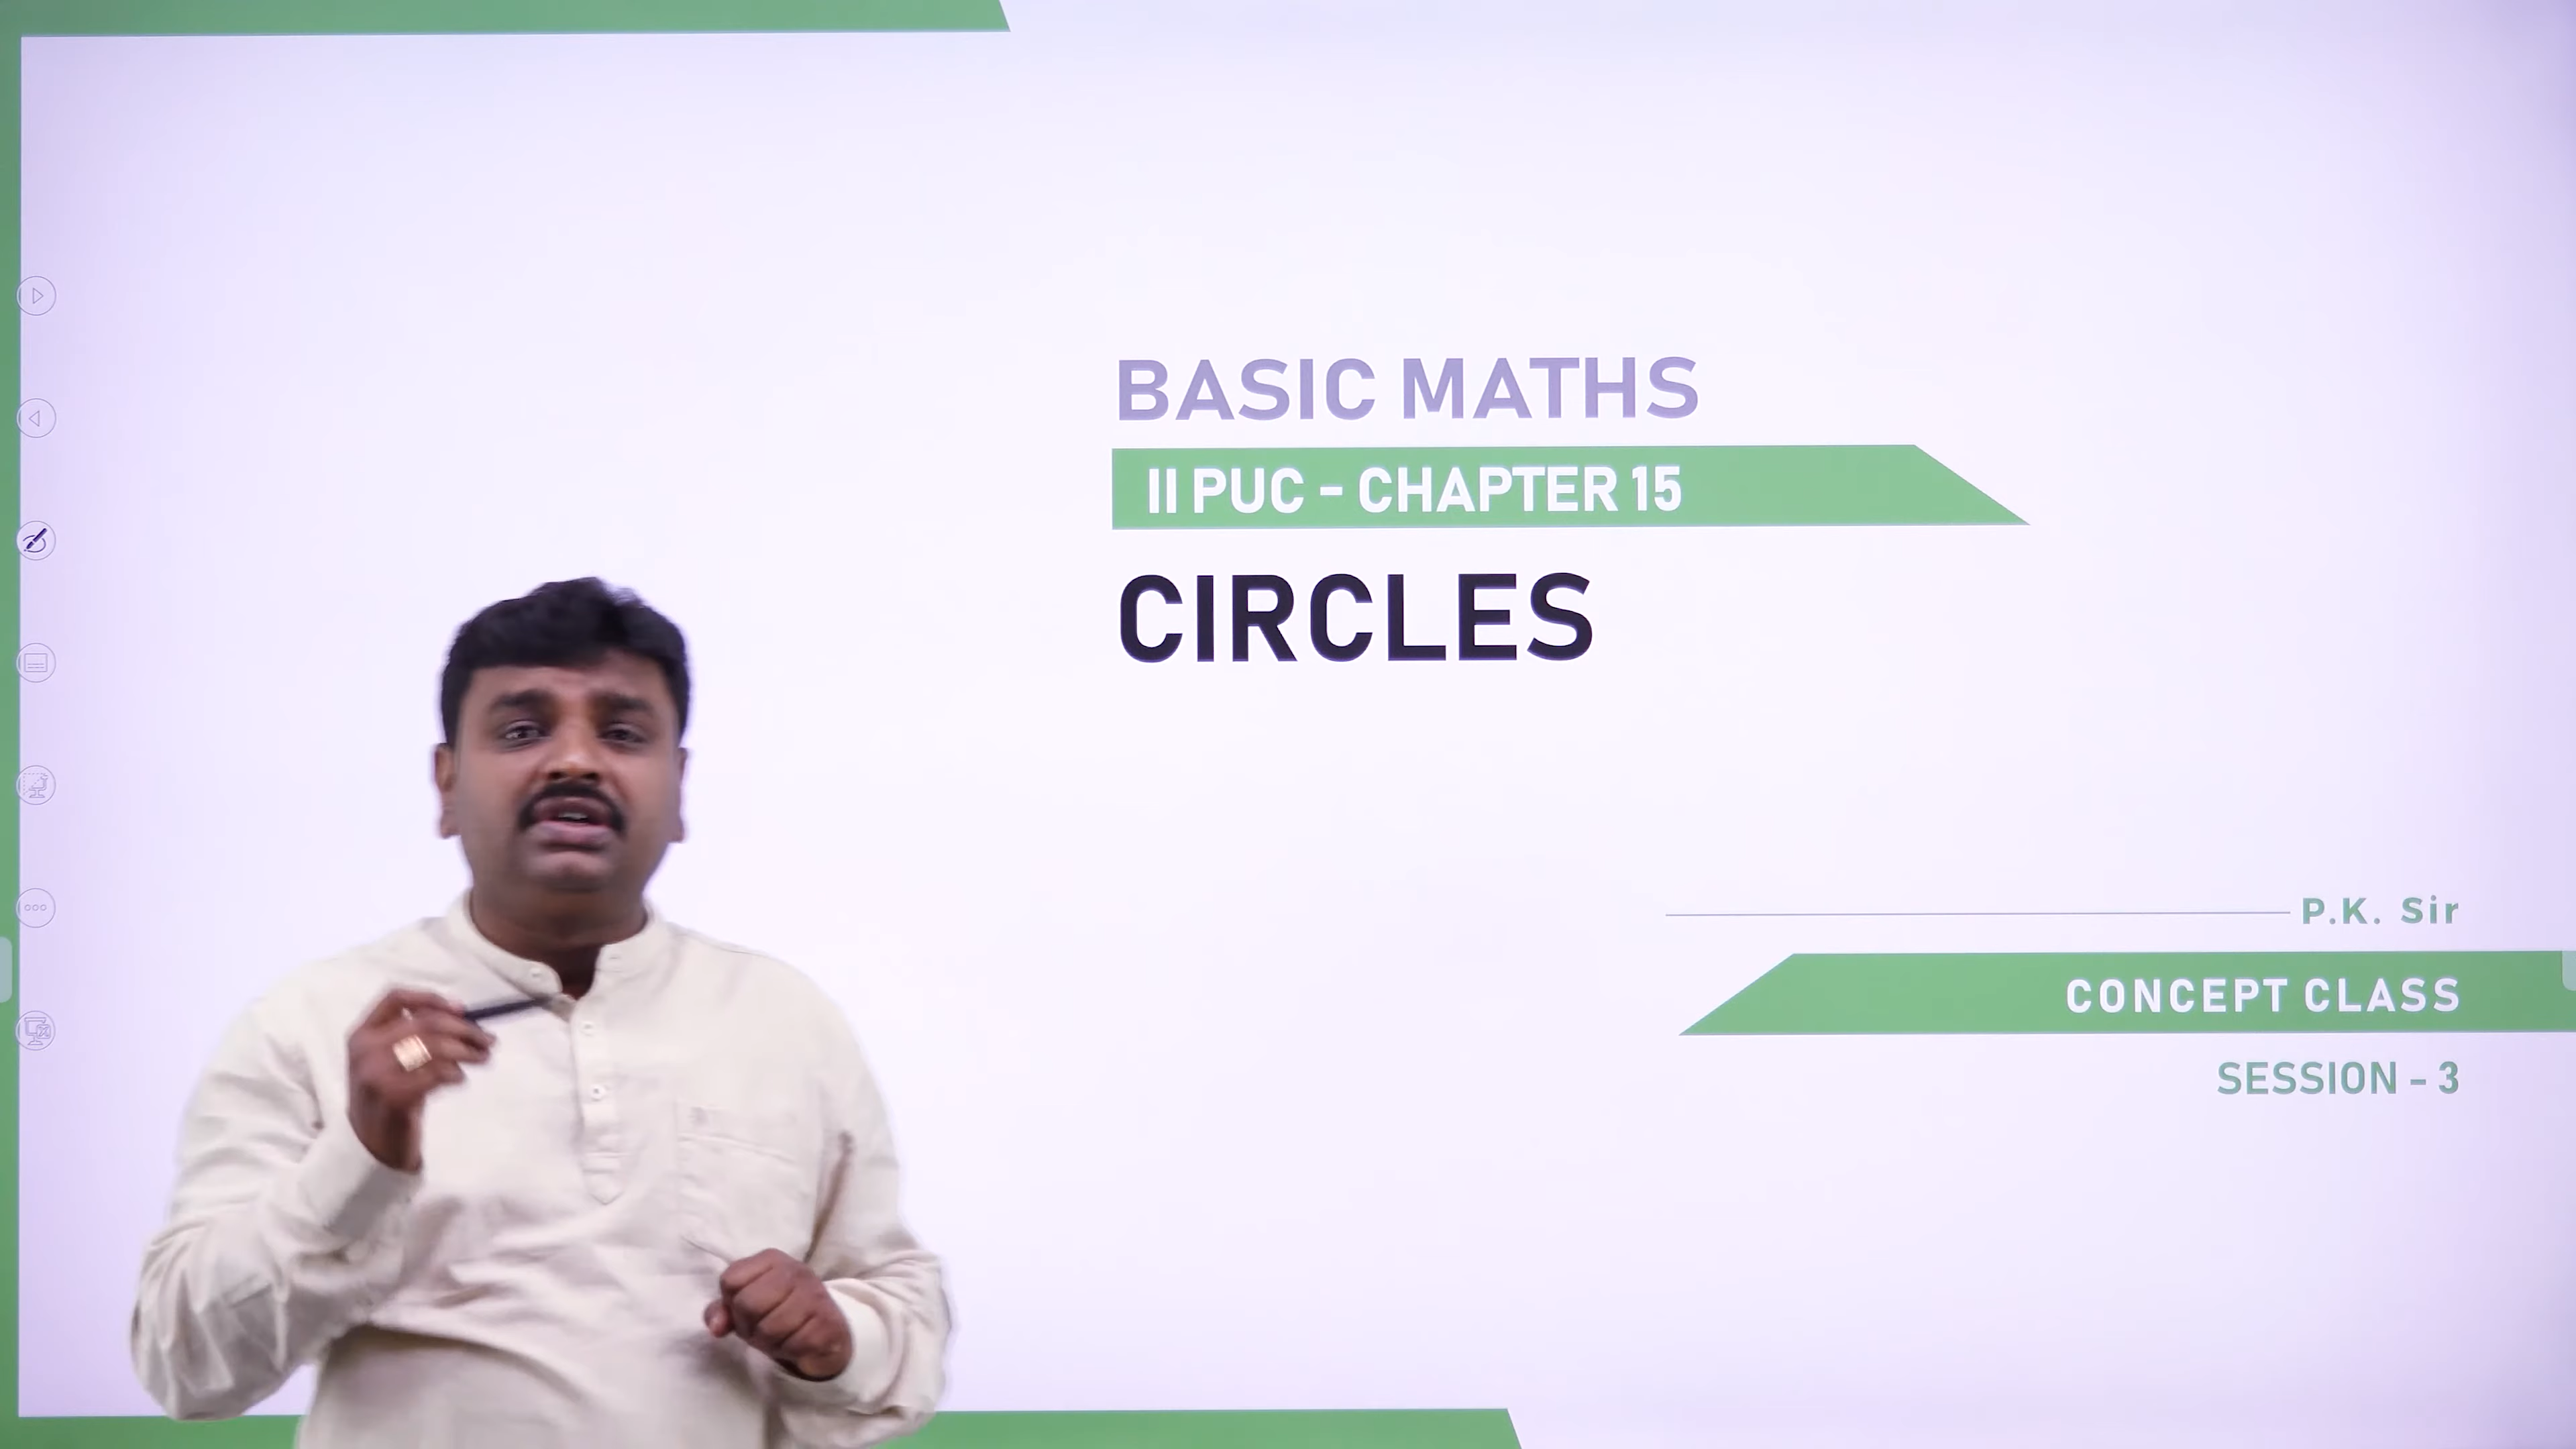 BASIC MATHS
II PUC - CHAPTER 15
CIRCLES
P.K. Sir
CONCEPT CLASS
SESSION - 3